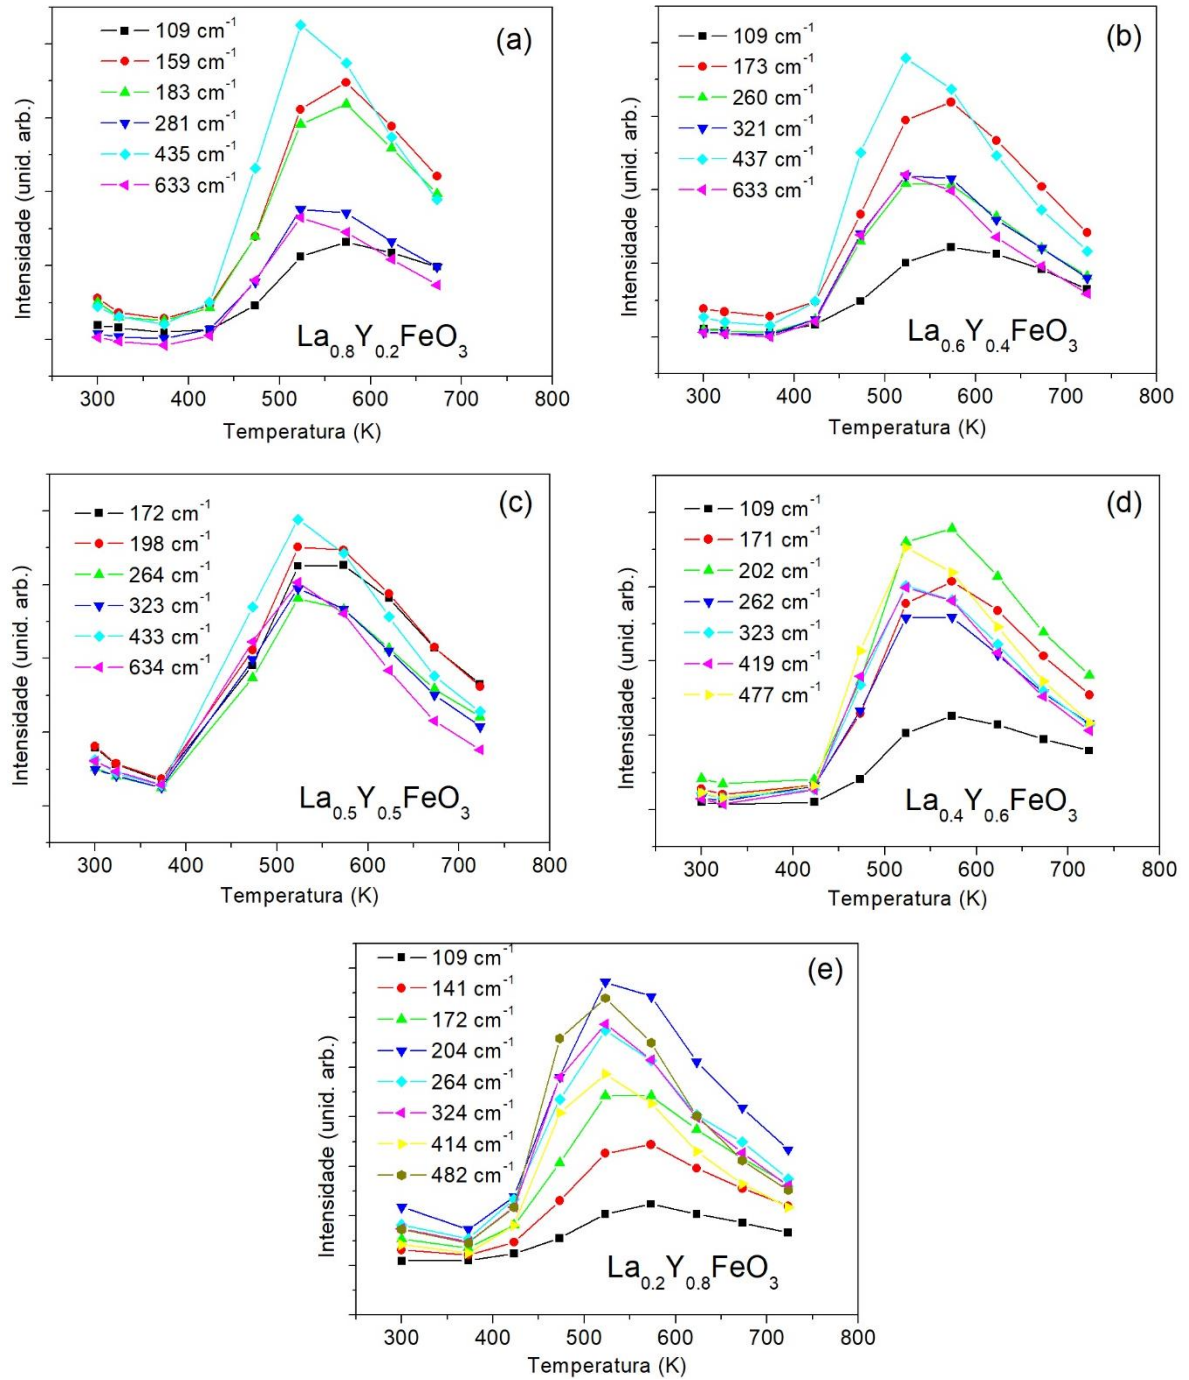 (a)
109 cm⁻¹
159 cm⁻¹
183 cm⁻¹
281 cm⁻¹
435 cm⁻¹
633 cm⁻¹
Intensidade (unid. arb.)
La₀.₈Y₀.₂FeO₃
300 400 500 600 700 800
Temperatura (K)
(b)
109 cm⁻¹
173 cm⁻¹
260 cm⁻¹
321 cm⁻¹
437 cm⁻¹
633 cm⁻¹
Intensidade (unid. arb.)
La₀.₆Y₀.₄FeO₃
300 400 500 600 700 800
Temperatura (K)
(c)
172 cm⁻¹
198 cm⁻¹
264 cm⁻¹
323 cm⁻¹
433 cm⁻¹
634 cm⁻¹
Intensidade (unid. arb.)
La₀.₅Y₀.₅FeO₃
300 400 500 600 700 800
Temperatura (K)
(d)
109 cm⁻¹
171 cm⁻¹
202 cm⁻¹
262 cm⁻¹
323 cm⁻¹
419 cm⁻¹
477 cm⁻¹
Intensidade (unid. arb.)
La₀.₄Y₀.₆FeO₃
300 400 500 600 700 800
Temperatura (K)
(e)
109 cm⁻¹
141 cm⁻¹
172 cm⁻¹
204 cm⁻¹
264 cm⁻¹
324 cm⁻¹
414 cm⁻¹
482 cm⁻¹
Intensidade (unid. arb.)
La₀.₂Y₀.₈FeO₃
300 400 500 600 700 800
Temperatura (K)